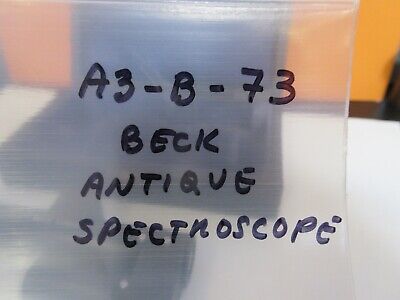 A3-B-73
BECK
ANTIQUE
SPECTROSCOPE